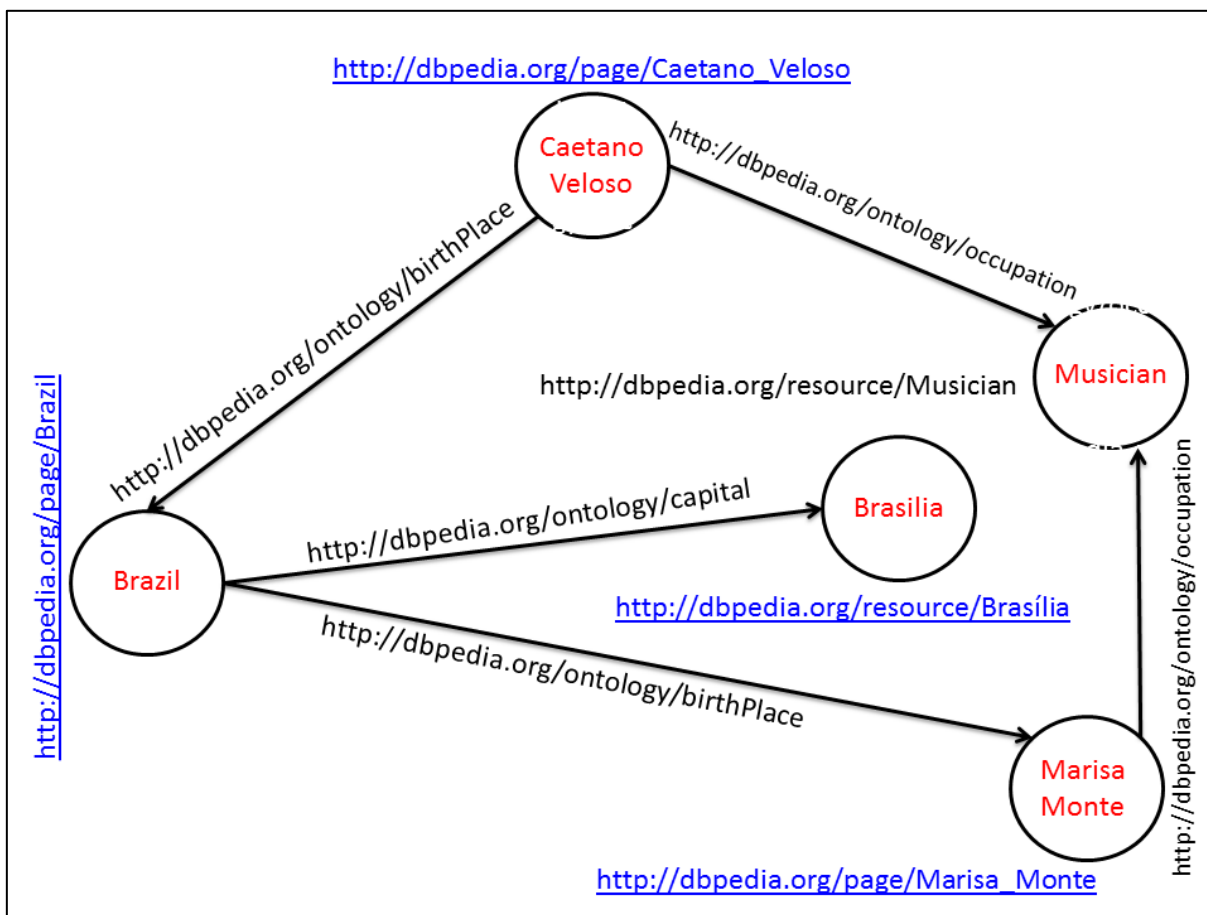 http://dbpedia.org/page/Caetano_Veloso
Caetano
Veloso
http://dbpedia.org/ontology/occupation
http://dbpedia.org/ontology/birthPlace
http://dbpedia.org/resource/Musician
Musician
http://dbpedia.org/page/Brazil
Brazil
http://dbpedia.org/ontology/capital
Brasilia
http://dbpedia.org/resource/Brasília
http://dbpedia.org/ontology/birthPlace
http://dbpedia.org/ontology/occupation
Marisa
Monte
http://dbpedia.org/page/Marisa_Monte